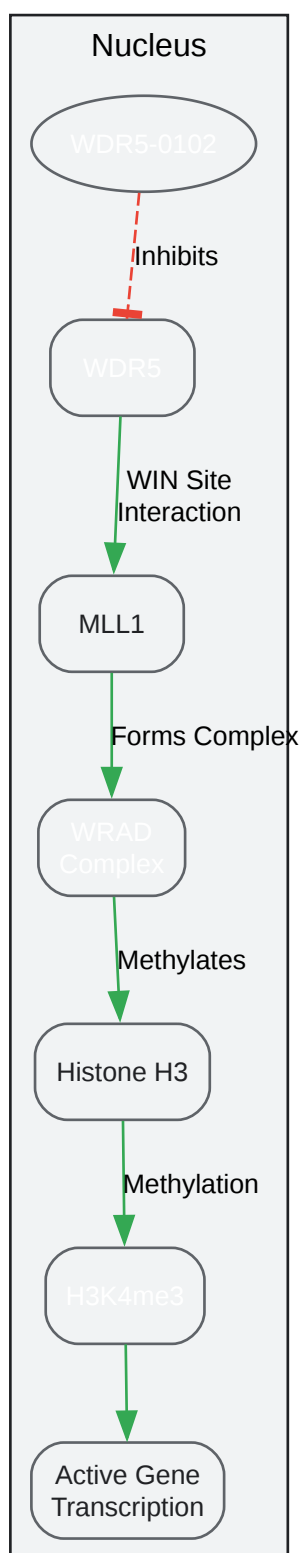 Nucleus
WDR5-0102
Inhibits
WDR5
WIN Site
Interaction
MLL1
Forms Complex
WRAD
Complex
Methylates
Histone H3
Methylation
H3K4me3
Active Gene
Transcription